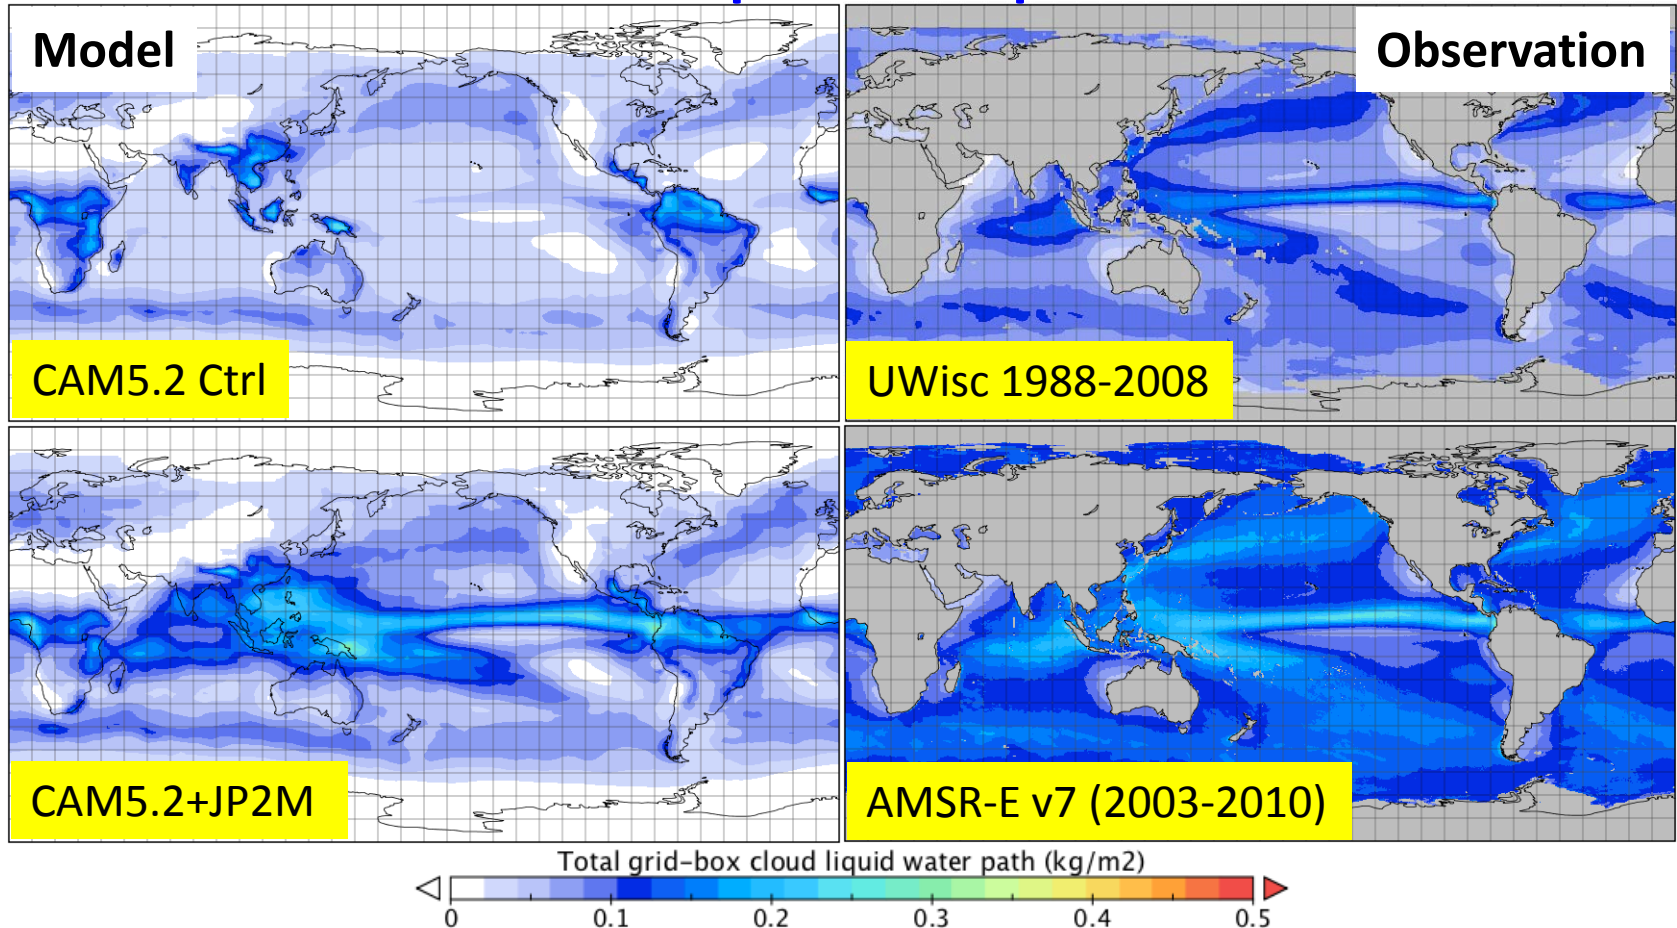 Model
Observation
CAM5.2 Ctrl
UWisc 1988-2008
CAM5.2+JP2M
AMSR-E v7 (2003-2010)
Total grid-box cloud liquid water path (kg/m2)
0 0.1 0.2 0.3 0.4 0.5